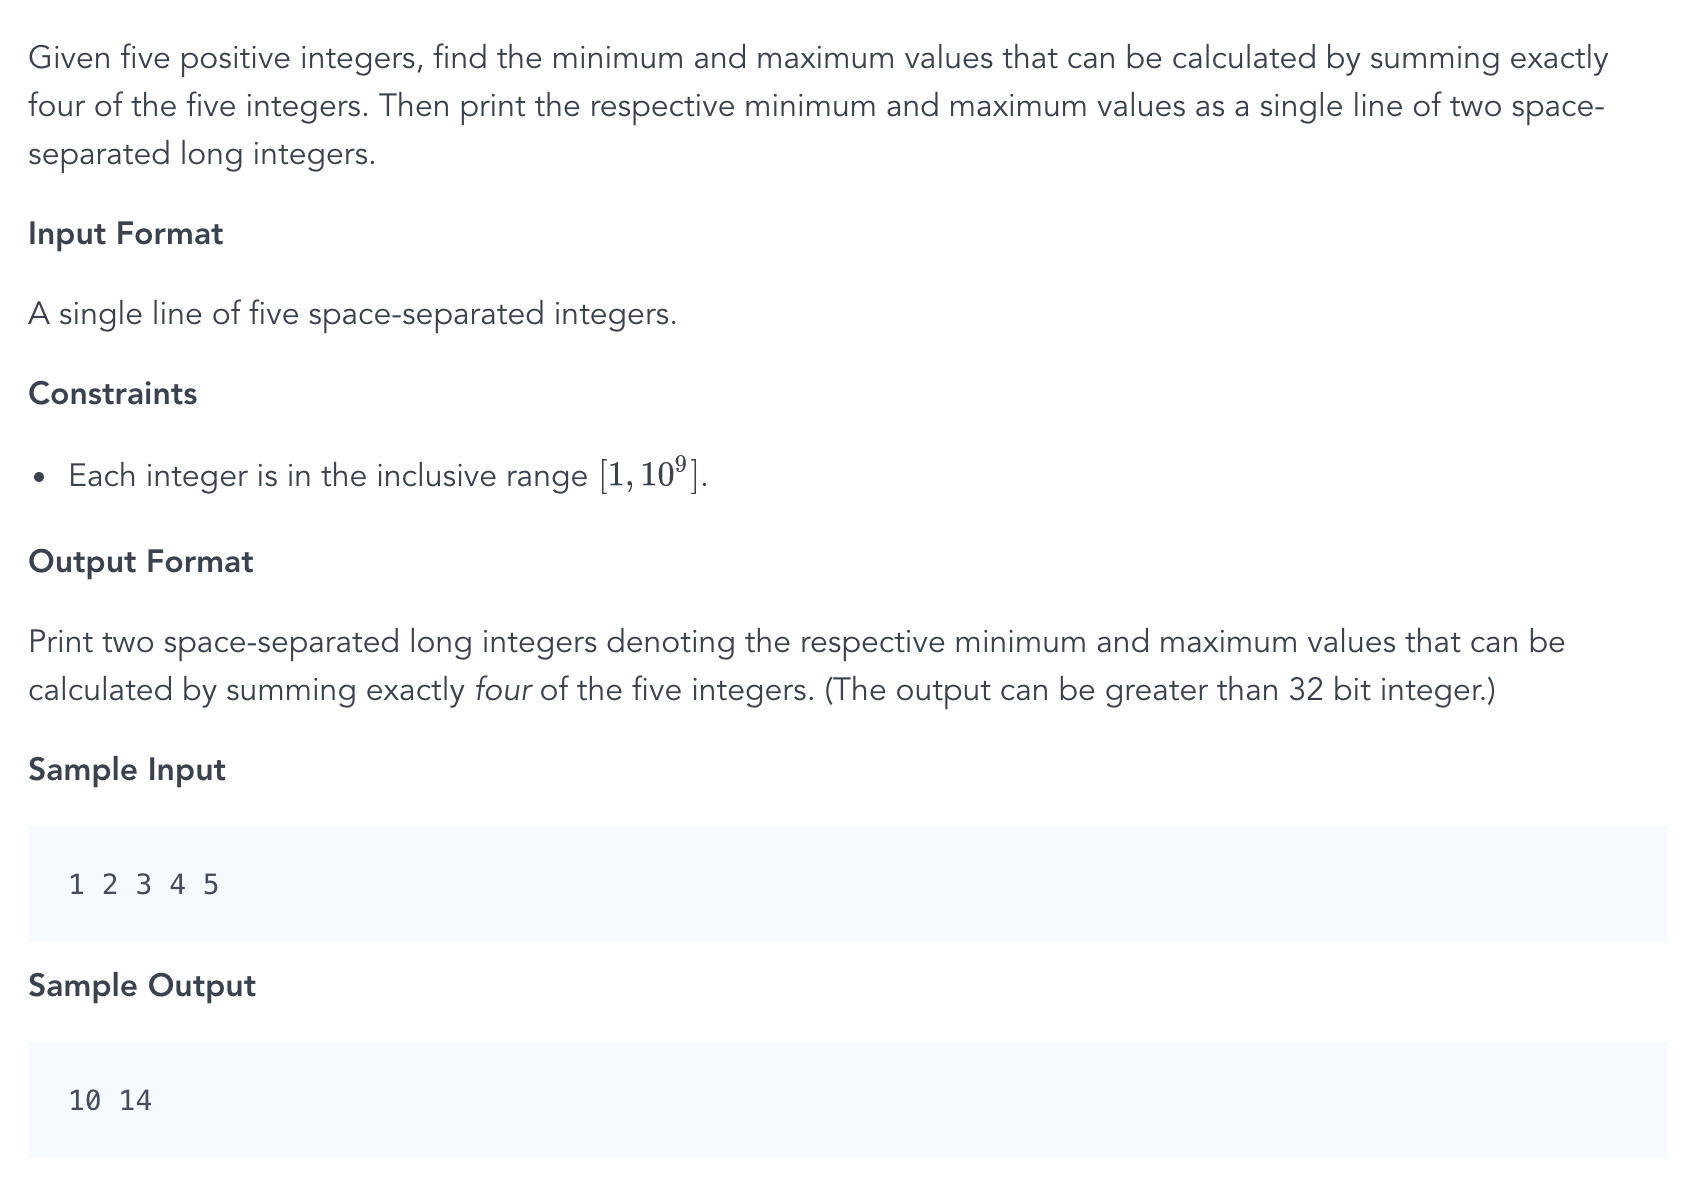 Given five positive integers, find the minimum and maximum values that can be calculated by summing exactly
four of the five integers. Then print the respective minimum and maximum values as a single line of two space-
separated long integers.
Input Format
A single line of five space-separated integers.
Constraints
• Each integer is in the inclusive range [1, 10⁹].
Output Format
Print two space-separated long integers denoting the respective minimum and maximum values that can be
calculated by summing exactly four of the five integers. (The output can be greater than 32 bit integer.)
Sample Input
1 2 3 4 5
Sample Output
10 14